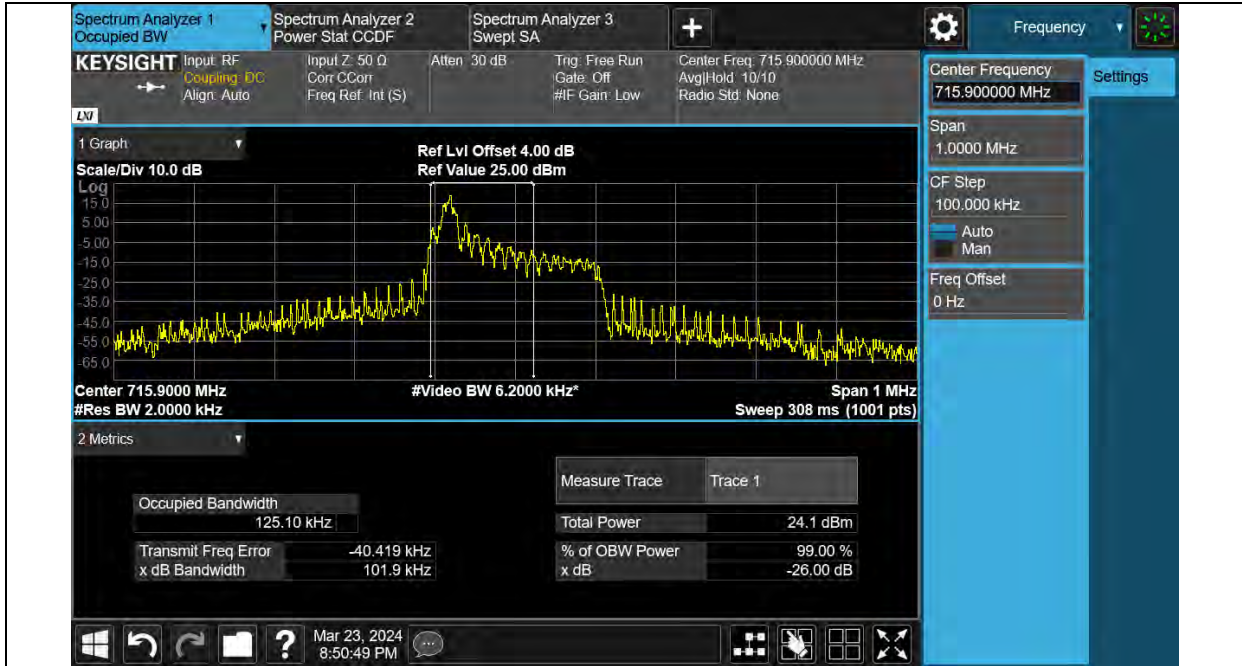 Spectrum Analyzer 1
Occupied BW
Spectrum Analyzer 2
Power Stat CCDF
Spectrum Analyzer 3
Swept SA
Frequency
KEYSIGHT
Input: RF
Coupling: DC
Align: Auto
Input Z: 50 Ω
Corr CCorr
Freq Ref: Int (S)
Atten: 30 dB
Trig: Free Run
Gate: Off
#IF Gain: Low
Center Freq: 715.900000 MHz
Avg|Hold: 10/10
Radio Std: None
LXI
Center Frequency
715.900000 MHz
Settings
Span
1.0000 MHz
CF Step
100.000 kHz
Auto
Man
Freq Offset
0 Hz
1 Graph
Scale/Div 10.0 dB
Ref Lvl Offset 4.00 dB
Ref Value 25.00 dBm
Log
15.0
5.00
-5.00
-15.0
-25.0
-35.0
-45.0
-55.0
-65.0
Center 715.9000 MHz
#Res BW 2.0000 kHz
#Video BW 6.2000 kHz*
Span 1 MHz
Sweep 308 ms (1001 pts)
2 Metrics
Measure Trace
Trace 1
Occupied Bandwidth
125.10 kHz
Total Power
24.1 dBm
Transmit Freq Error
-40.419 kHz
% of OBW Power
99.00 %
x dB Bandwidth
101.9 kHz
x dB
-26.00 dB
Mar 23, 2024
8:50:49 PM